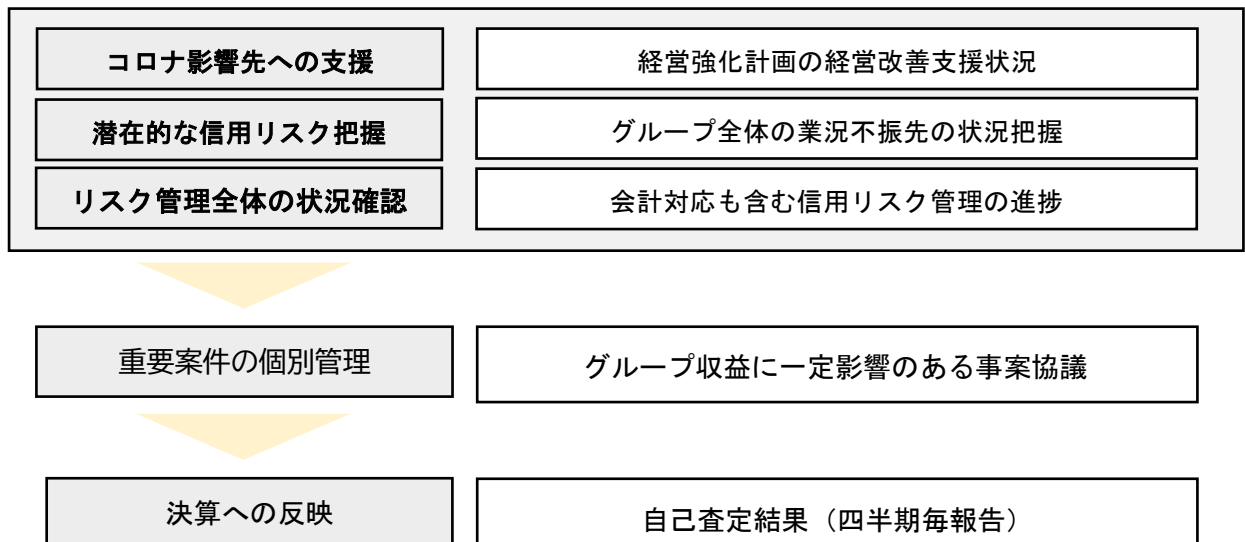 コロナ影響先への支援
経営強化計画の経営改善支援状況
潜在的な信用リスク把握
グループ全体の業況不振先の状況把握
リスク管理全体の状況確認
会計対応も含む信用リスク管理の進捗
重要案件の個別管理
グループ収益に一定影響のある事案協議
決算への反映
自己査定結果（四半期毎報告）